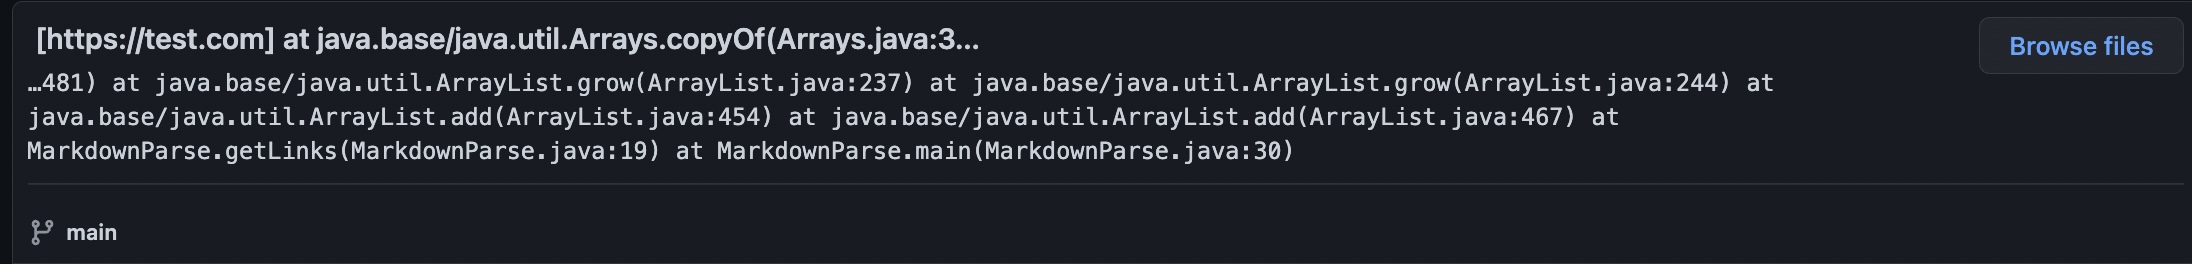 [https://test.com] at java.base/java.util.Arrays.copyOf(Arrays.java:3...
Browse files
…481) at java.base/java.util.ArrayList.grow(ArrayList.java:237) at java.base/java.util.ArrayList.grow(ArrayList.java:244) at
java.base/java.util.ArrayList.add(ArrayList.java:454) at java.base/java.util.ArrayList.add(ArrayList.java:467) at
MarkdownParse.getLinks(MarkdownParse.java:19) at MarkdownParse.main(MarkdownParse.java:30)
main